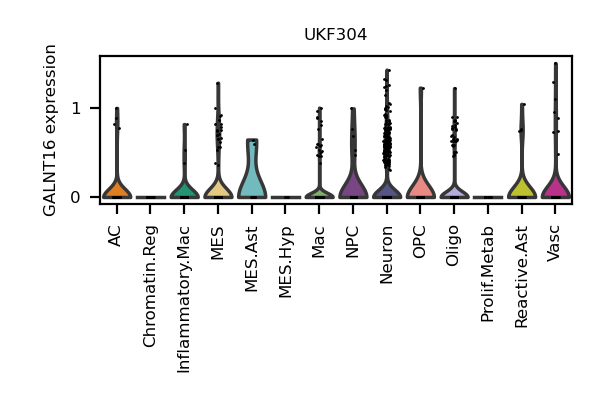 UKF304
GALNT16 expression
1
0
AC
Chromatin.Reg
Inflammatory.Mac
MES
MES.Ast
MES.Hyp
Mac
NPC
Neuron
OPC
Oligo
Prolif.Metab
Reactive.Ast
Vasc